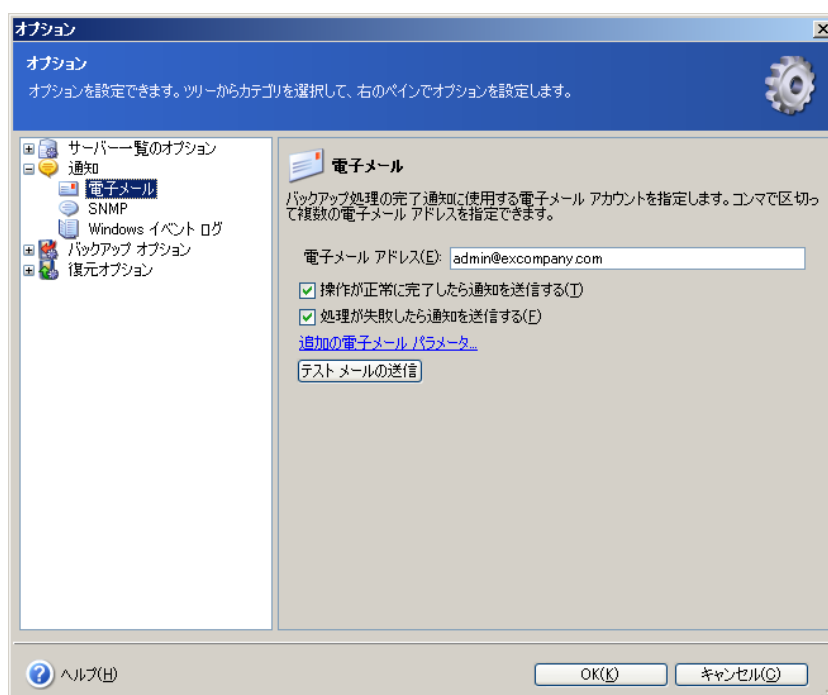 オプション
オプション
オプションを設定できます。ツリーからカテゴリを選択して、右のペインでオプションを設定します。
サーバー一覧のオプション
通知
電子メール
SNMP
Windows イベント ログ
バックアップ オプション
復元オプション
電子メール
バックアップ処理の完了通知に使用する電子メール アカウントを指定します。コンマで区切っ
て複数の電子メール アドレスを指定できます。
電子メール アドレス(E): admin@excompany.com
操作が正常に完了したら通知を送信する(T)
処理が失敗したら通知を送信する(F)
追加の電子メール パラメータ...
テスト メールの送信
ヘルプ(H)
OK(K)
キャンセル(C)